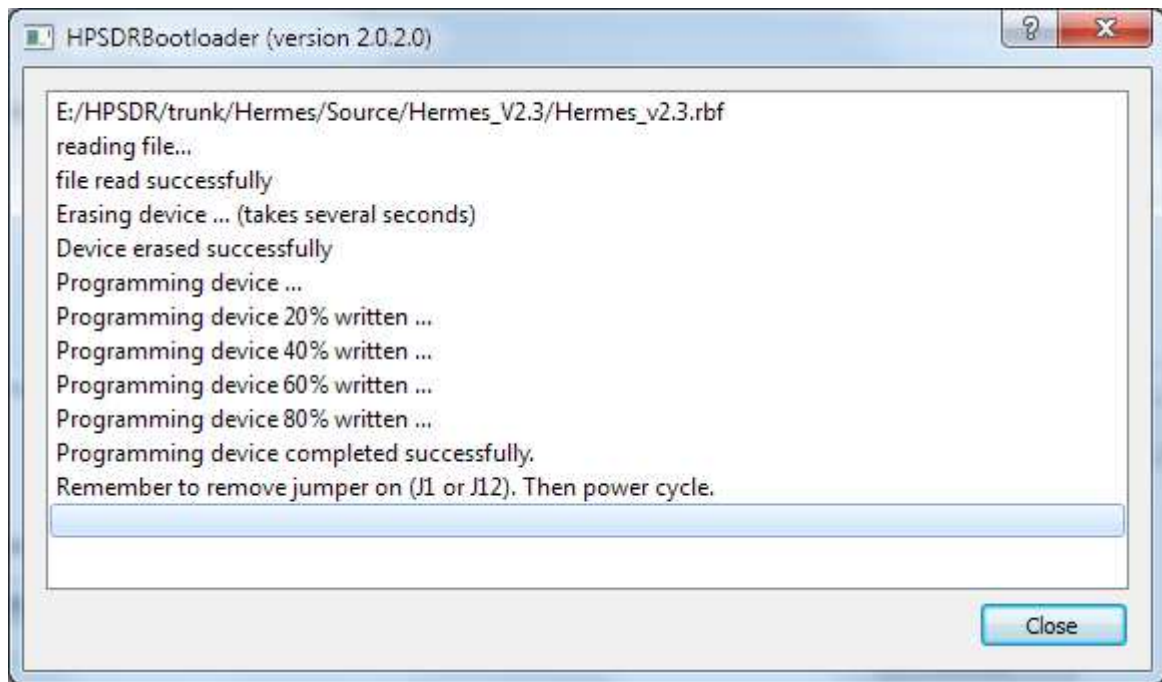 HPSDRBootloader (version 2.0.2.0)
E:/HPSDR/trunk/Hermes/Source/Hermes_V2.3/Hermes_v2.3.rbf
reading file...
file read successfully
Erasing device ... (takes several seconds)
Device erased successfully
Programming device ...
Programming device 20% written ...
Programming device 40% written ...
Programming device 60% written ...
Programming device 80% written ...
Programming device completed successfully.
Remember to remove jumper on (J1 or J12). Then power cycle.
Close